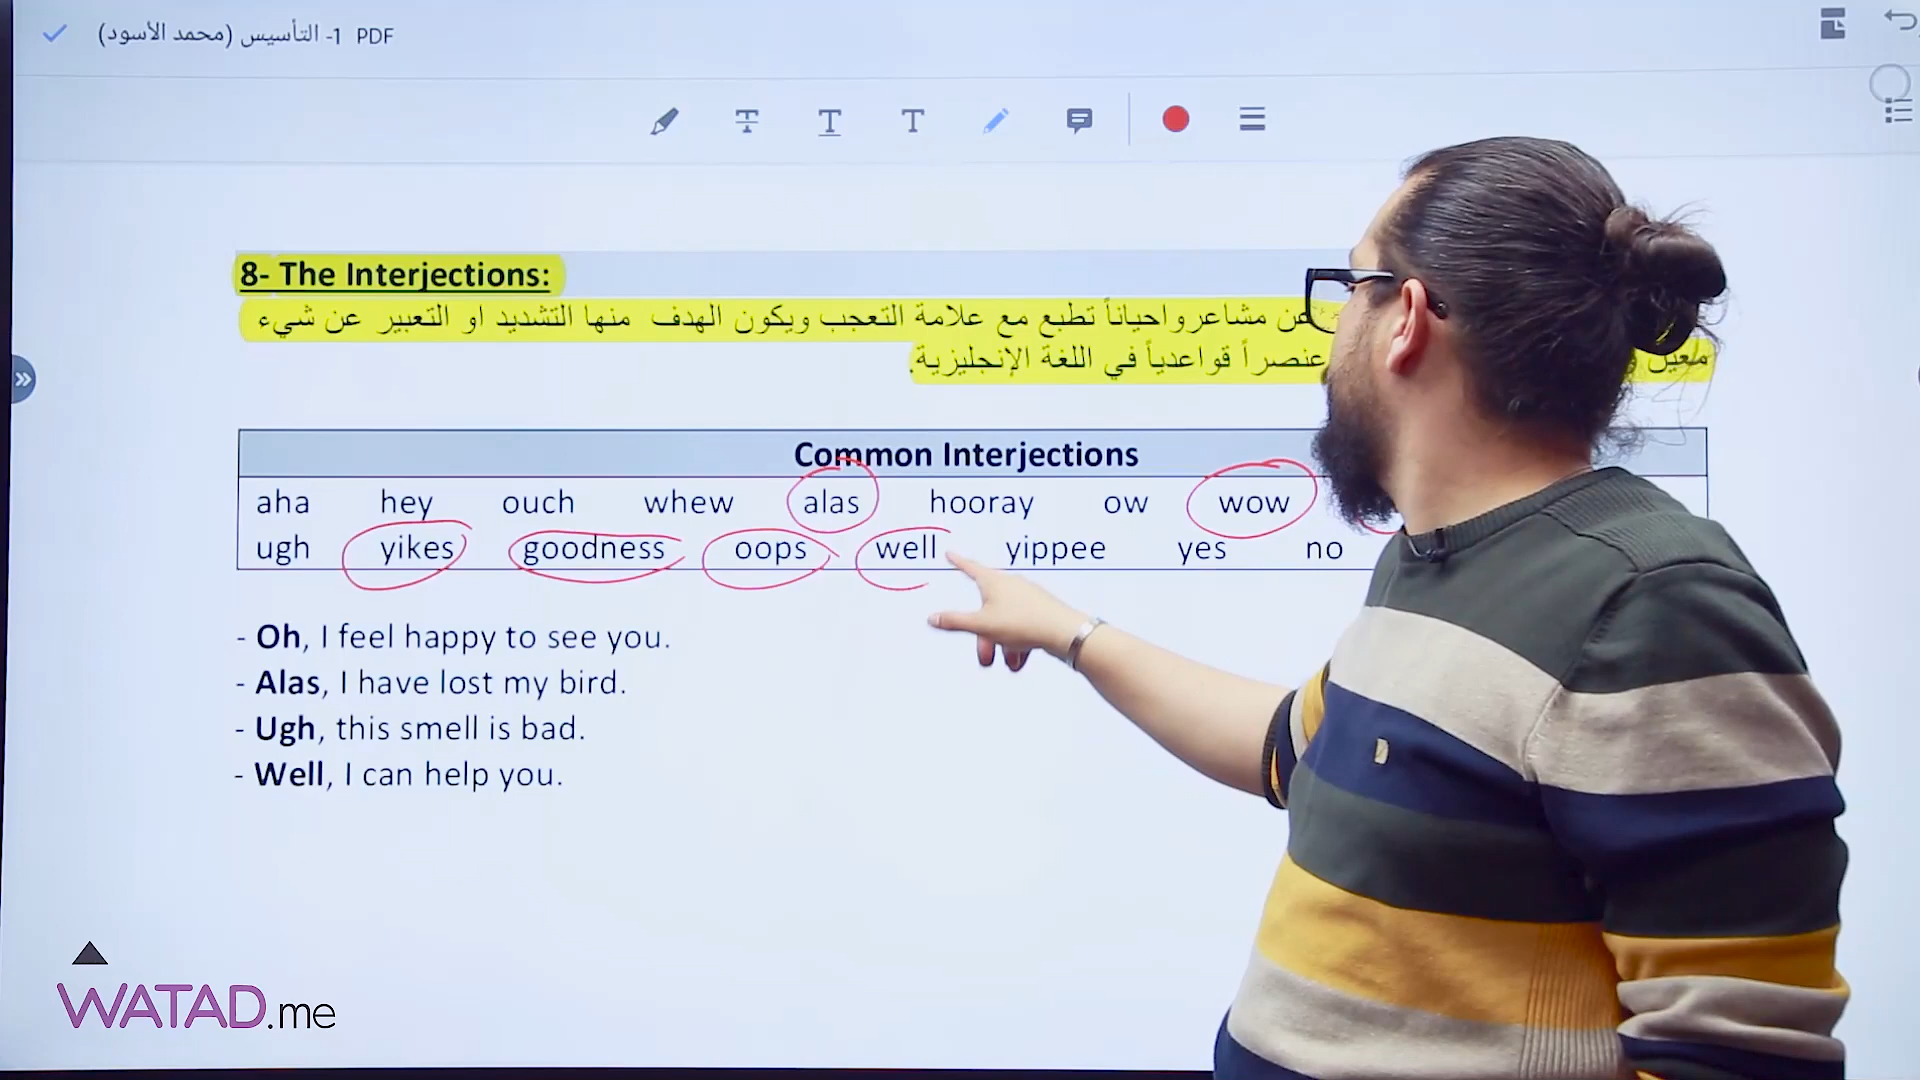 1- التأسيس (محمد الأسود) PDF
8- The Interjections:
عن مشاعر واحياناً تطبع مع علامة التعجب ويكون الهدف منها التشديد او التعبير عن شيء
معين عنصراً قواعدياً في اللغة الإنجليزية.
Common Interjections
aha hey ouch whew alas hooray ow wow
ugh yikes goodness oops well yippee yes no
- Oh, I feel happy to see you.
- Alas, I have lost my bird.
- Ugh, this smell is bad.
- Well, I can help you.
WATAD.me